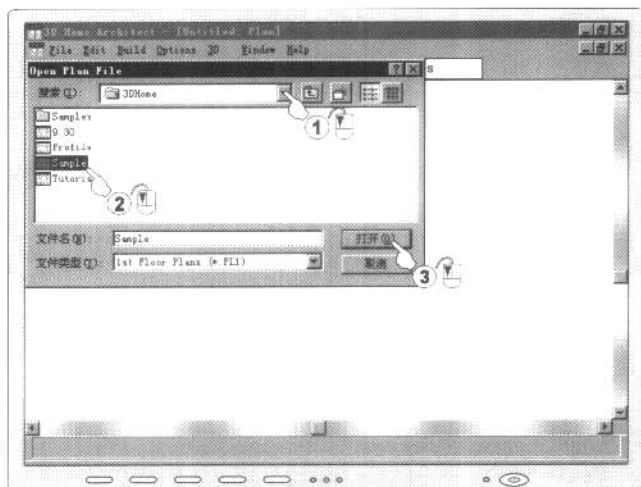 3D Home Architect - [Untitled Plan]
File Edit Build Options 3D Window Help
Open Plan File
s
搜索(I): 3DHome
1
Samples
9 30
Profile
Sample
Tutoria
2
文件名(N): Sample 打开(O)
文件类型(T): 1st Floor Plans (*.PL1) 取消
3